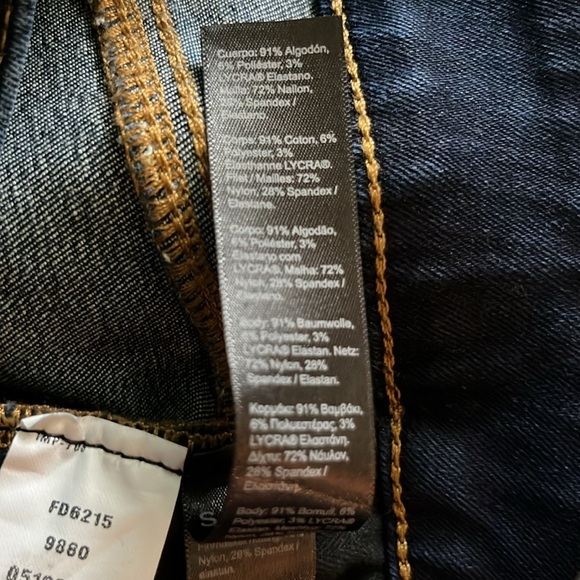 Cuerpo: 91% Algodón,
6% Poliéster, 3%
LYCRA® Elastano.
Malla: 72% Nailon,
28% Spandex /
Elastano.
Corps: 91% Coton, 6%
Polyester, 3%
Élasthanne LYCRA®.
Filet / Mailles: 72%
Nylon, 28% Spandex /
Elastane.
Corpo: 91% Algodão,
6% Poliéster, 3%
Elastano com
LYCRA®. Malha: 72%
Nylon, 28% Spandex /
Elastano.
Body: 91% Baumwolle,
6% Polyester, 3%
LYCRA® Elastan. Netz:
72% Nylon, 28%
Spandex / Elastan.
Κορμάκι: 91% Βαμβάκι,
6% Πολυεστέρας, 3%
LYCRA® Ελαστάνη.
Δίχτυ: 72% Νάυλον,
28% Spandex /
Ελαστάνη.
Body: 91% Bomull, 6%
Polyester, 3% LYCRA®
Nylon, 28% Spandex /
elastan.
S
FD6215
9880